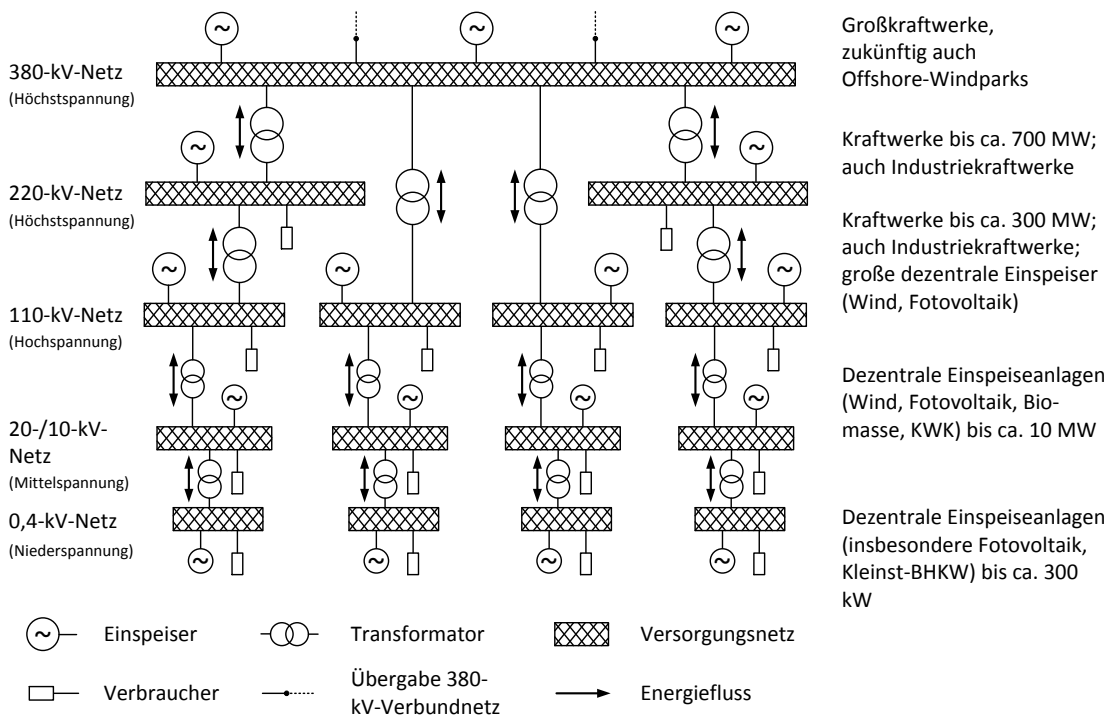 380-kV-Netz
(Höchstspannung)
Großkraftwerke,
zukünftig auch
Offshore-Windparks
220-kV-Netz
(Höchstspannung)
Kraftwerke bis ca. 700 MW;
auch Industriekraftwerke
110-kV-Netz
(Hochspannung)
Kraftwerke bis ca. 300 MW;
auch Industriekraftwerke;
große dezentrale Einspeiser
(Wind, Fotovoltaik)
20-/10-kV-
Netz
(Mittelspannung)
Dezentrale Einspeiseanlagen
(Wind, Fotovoltaik, Bio-
masse, KWK) bis ca. 10 MW
0,4-kV-Netz
(Niederspannung)
Dezentrale Einspeiseanlagen
(insbesondere Fotovoltaik,
Kleinst-BHKW) bis ca. 300
kW
Einspeiser
Transformator
Versorgungsnetz
Verbraucher
Übergabe 380-
kV-Verbundnetz
Energiefluss